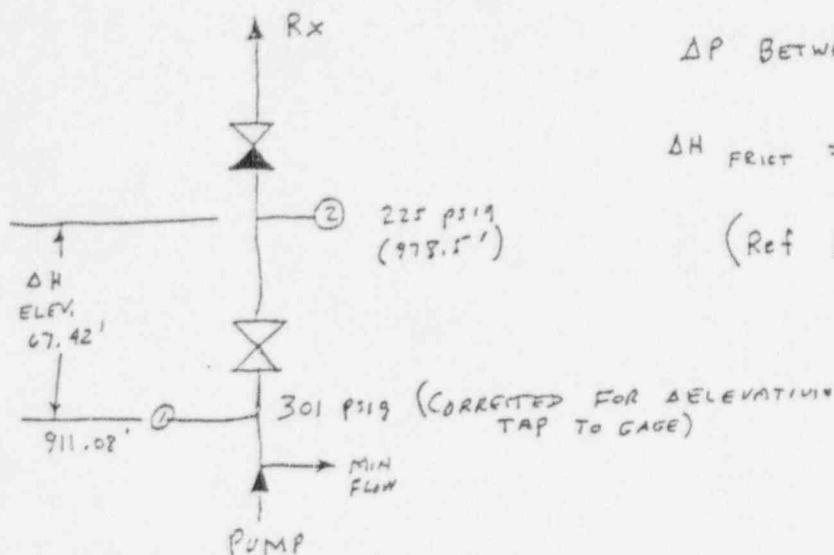 Rx
ΔP BETW
ΔH FRICT =
2 225 psig
(978.5')
(Ref
ΔH
ELEV.
67.42'
1 301 psig (CORRECTED FOR ΔELEVATION
TAP TO GAGE)
911.08'
MIN
FLOW
PUMP